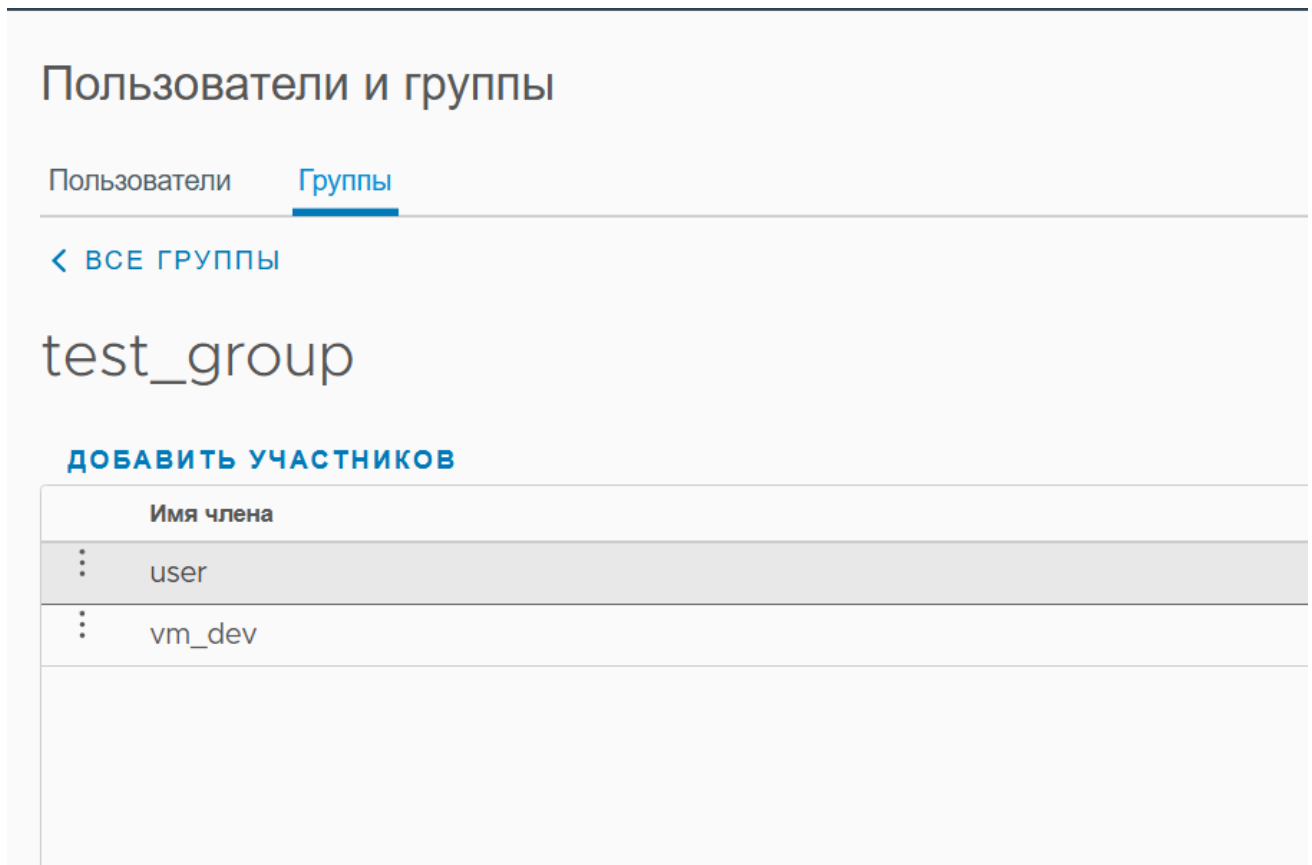 Пользователи и группы
Пользователи Группы
ВСЕ ГРУППЫ
test_group
ДОБАВИТЬ УЧАСТНИКОВ
Имя члена
user
vm_dev